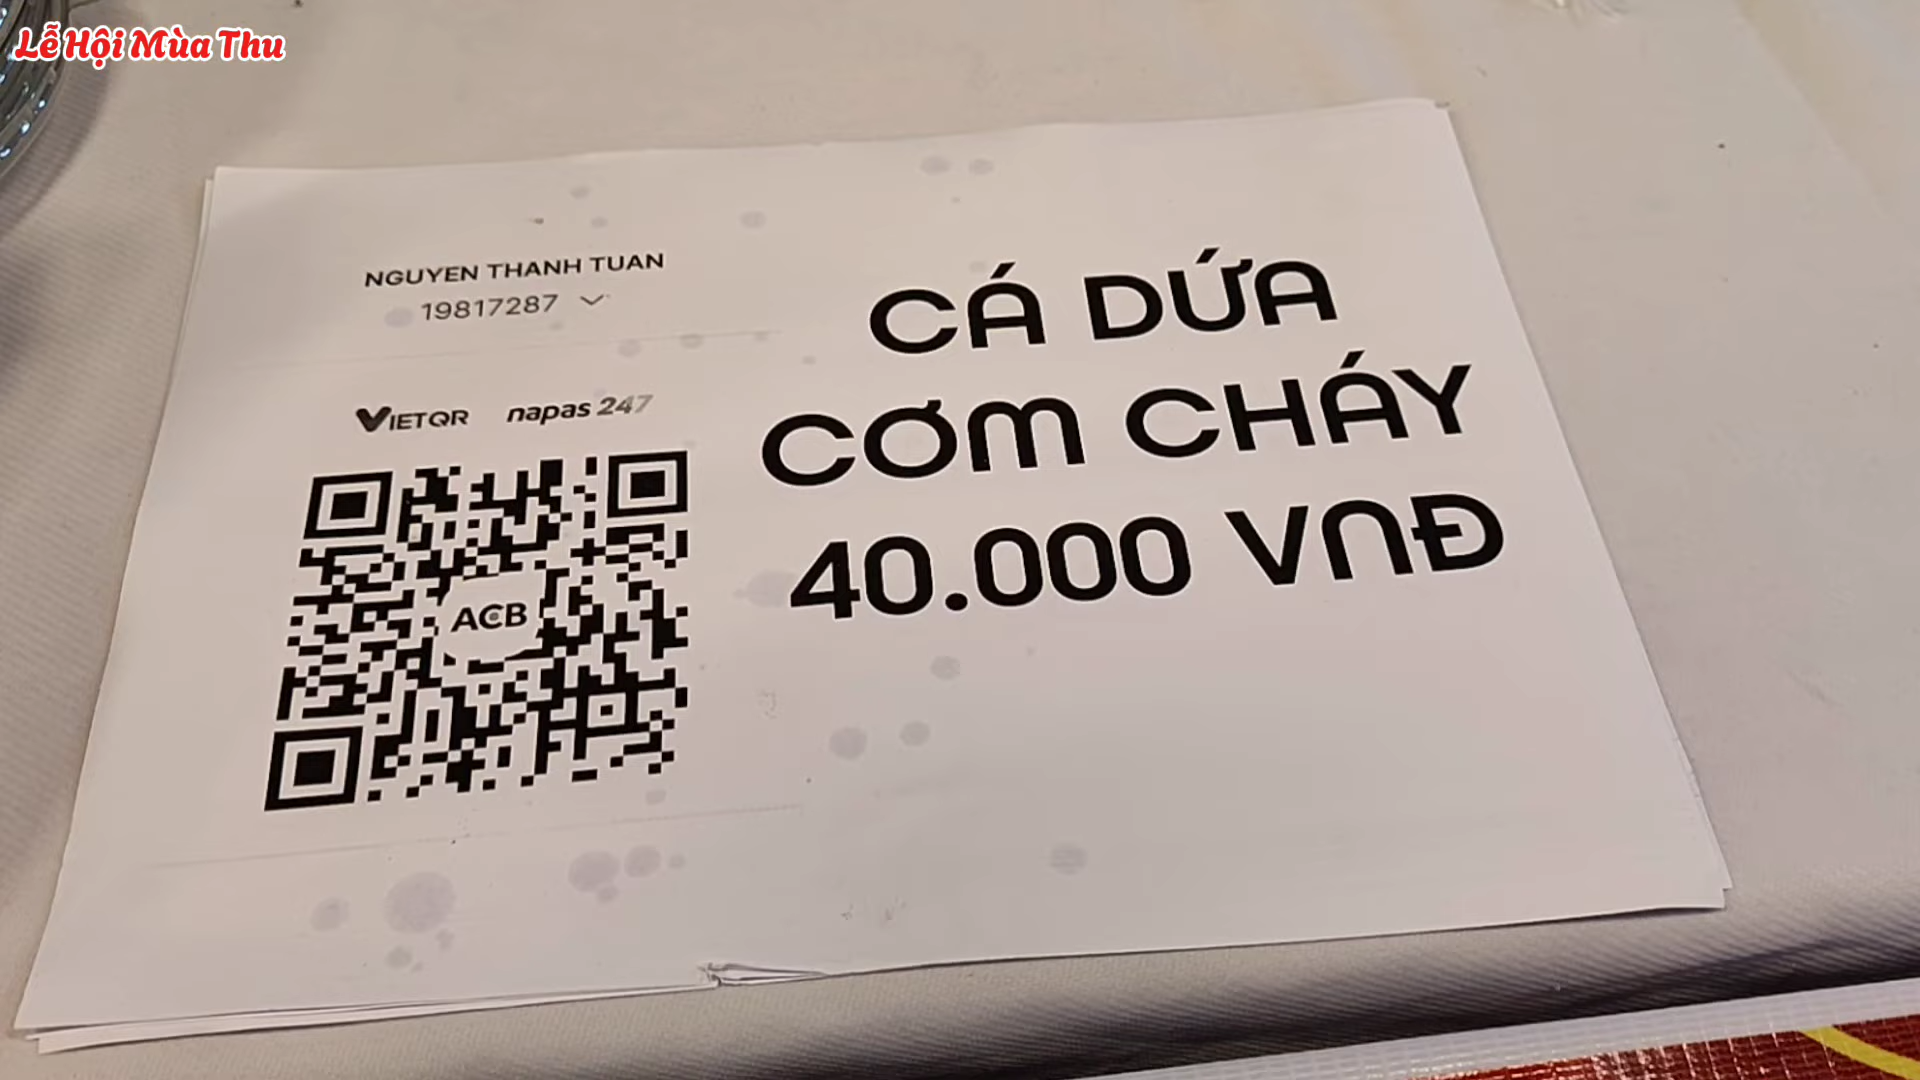 Lễ Hội Mùa Thu
NGUYEN THANH TUAN
19817287
VIETQR napas 247
ACB
CÁ DỨA
CƠM CHÁY
40.000 VNĐ